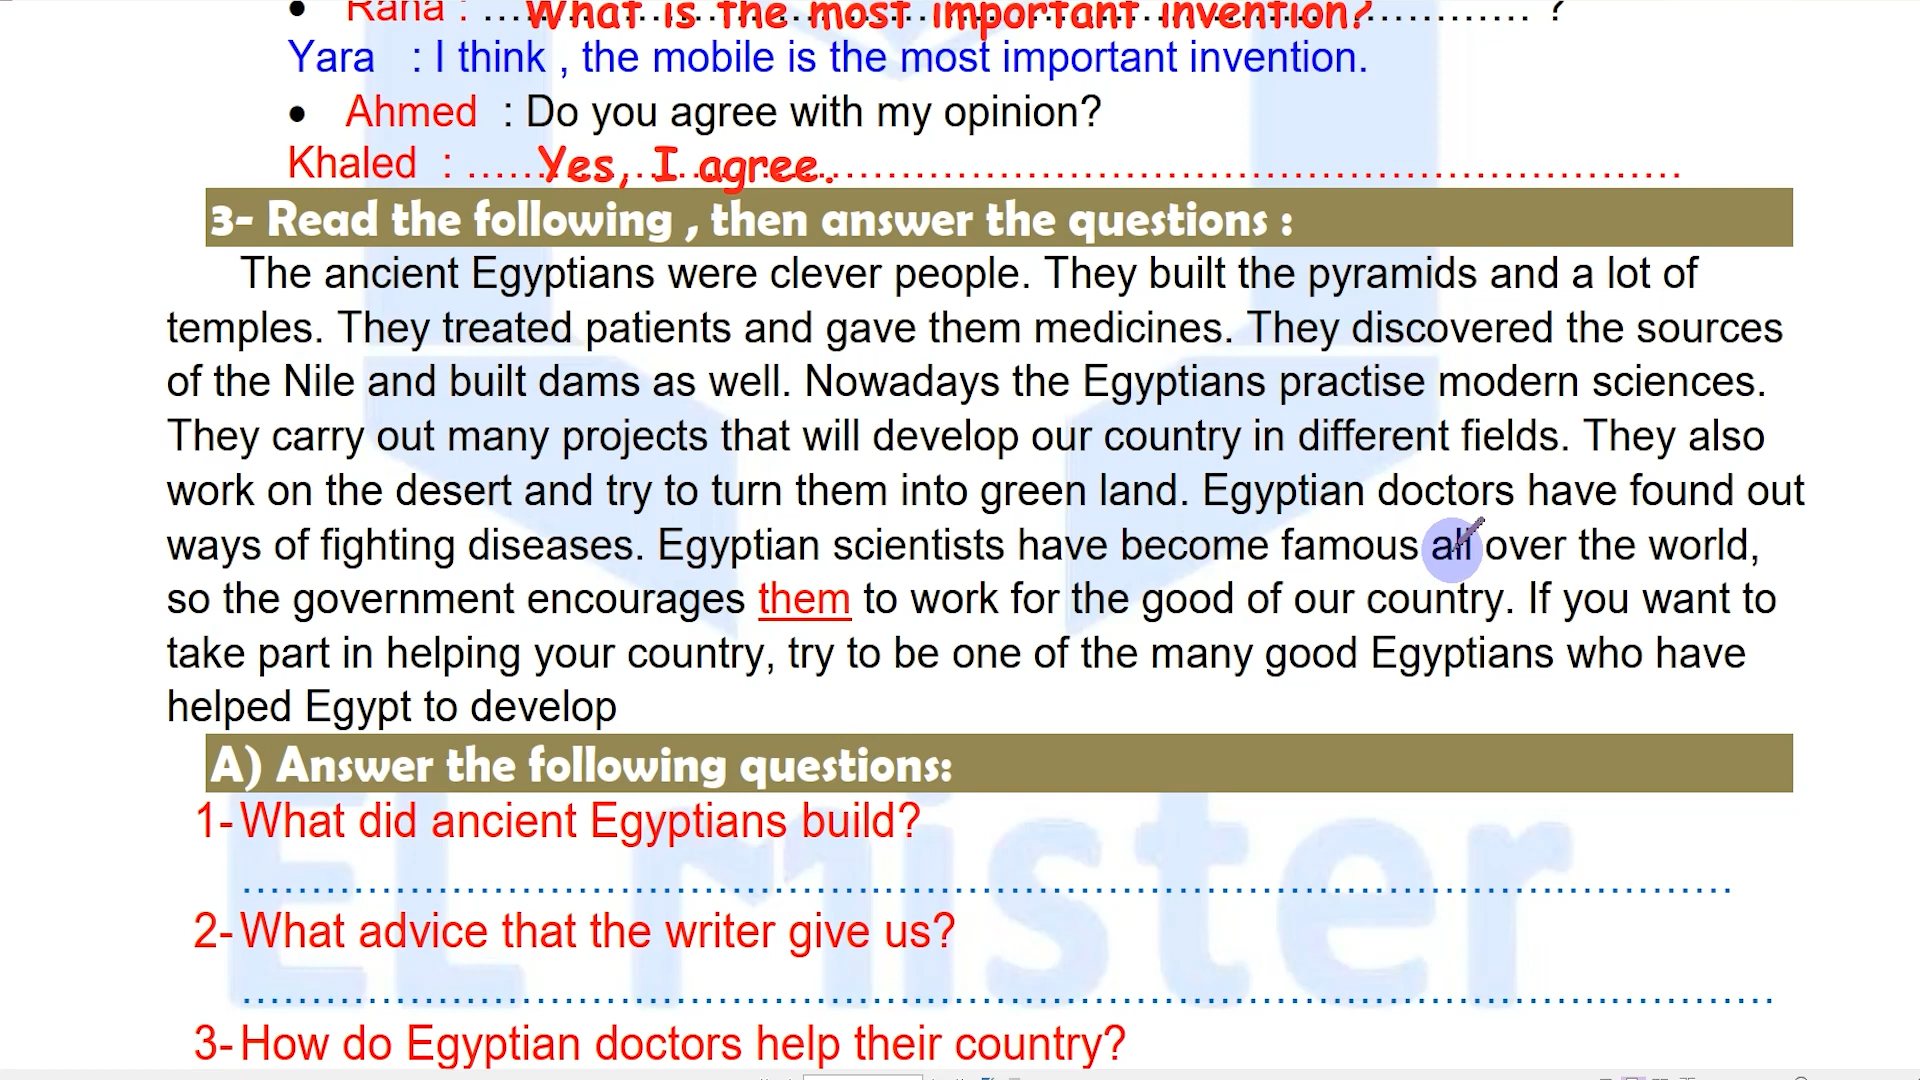 • Rana : ..... What is the most important invention? ..... ?
Yara : I think , the mobile is the most important invention.
• Ahmed : Do you agree with my opinion?
Khaled : ..... Yes, I agree. .....
3- Read the following , then answer the questions :
The ancient Egyptians were clever people. They built the pyramids and a lot of
temples. They treated patients and gave them medicines. They discovered the sources
of the Nile and built dams as well. Nowadays the Egyptians practise modern sciences.
They carry out many projects that will develop our country in different fields. They also
work on the desert and try to turn them into green land. Egyptian doctors have found out
ways of fighting diseases. Egyptian scientists have become famous all over the world,
so the government encourages them to work for the good of our country. If you want to
take part in helping your country, try to be one of the many good Egyptians who have
helped Egypt to develop
A) Answer the following questions:
1- What did ancient Egyptians build?
.....
2- What advice that the writer give us?
.....
3- How do Egyptian doctors help their country?
EL Mister